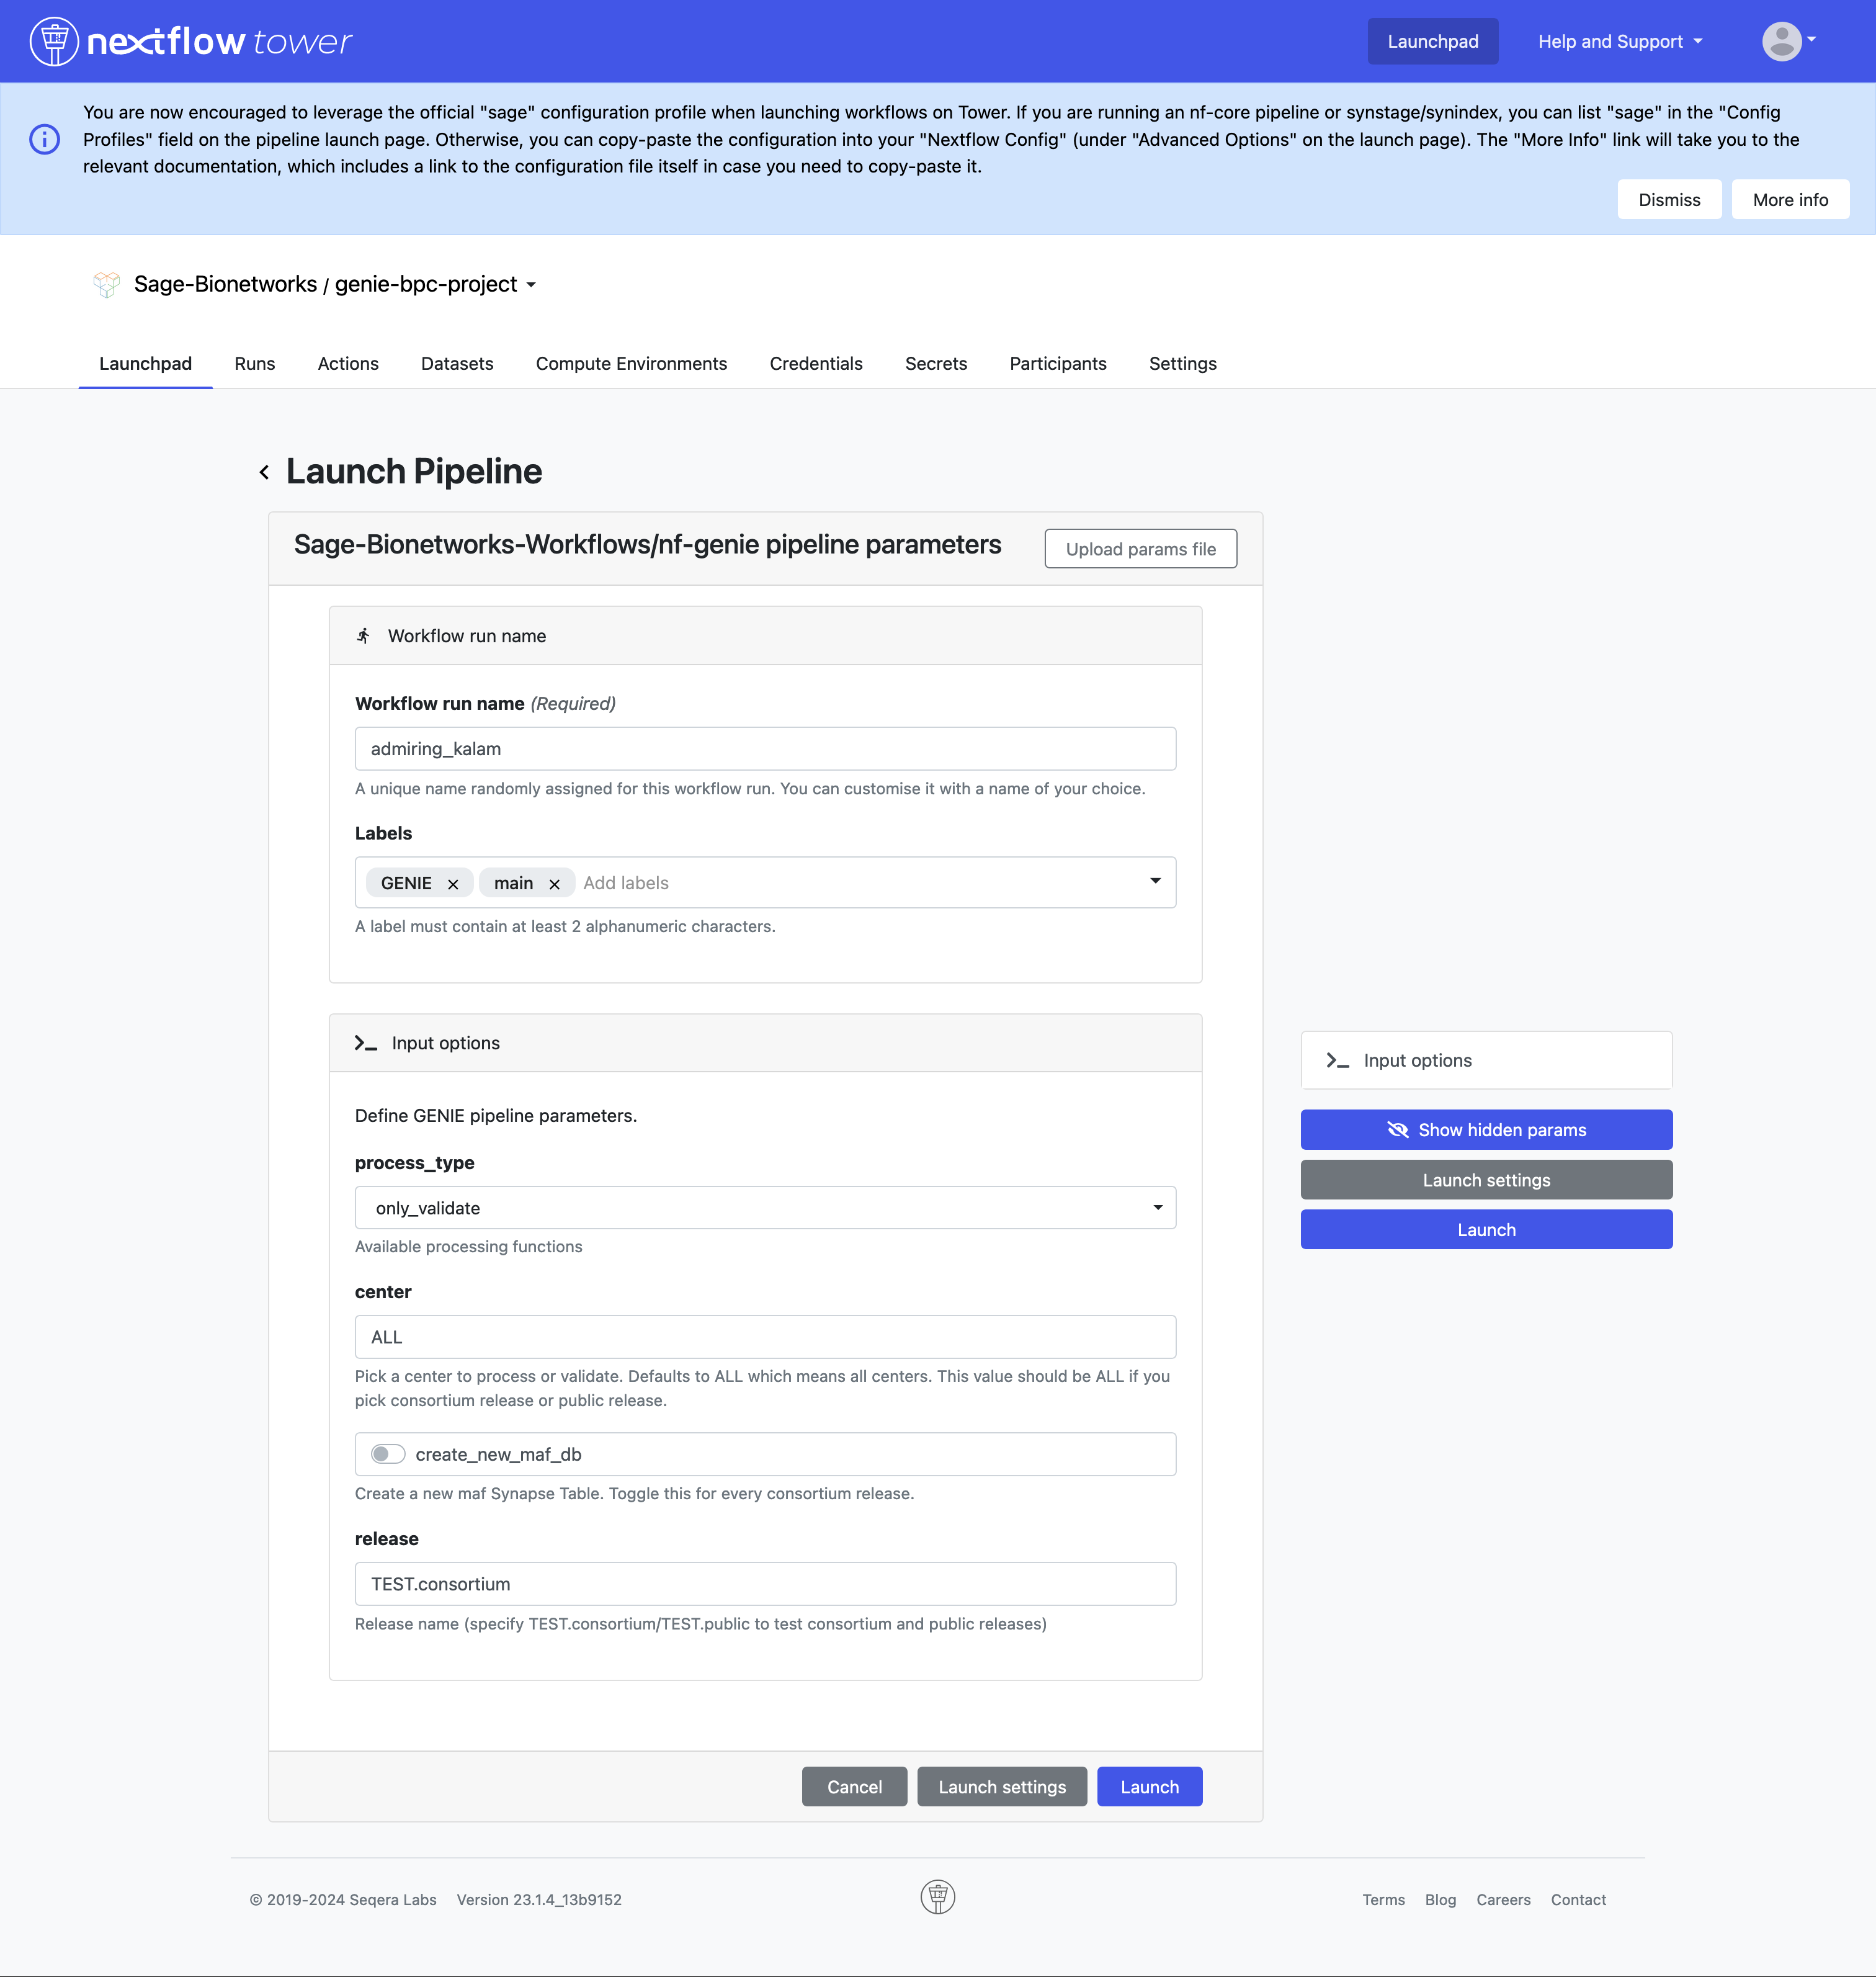 nextflow tower
Launchpad
Help and Support
You are now encouraged to leverage the official "sage" configuration profile when launching workflows on Tower. If you are running an nf-core pipeline or synstage/synindex, you can list "sage" in the "Config
Profiles" field on the pipeline launch page. Otherwise, you can copy-paste the configuration into your "Nextflow Config" (under "Advanced Options" on the launch page). The "More Info" link will take you to the
relevant documentation, which includes a link to the configuration file itself in case you need to copy-paste it.
Dismiss
More info
Sage-Bionetworks / genie-bpc-project
Launchpad
Runs
Actions
Datasets
Compute Environments
Credentials
Secrets
Participants
Settings
Launch Pipeline
Sage-Bionetworks-Workflows/nf-genie pipeline parameters
Upload params file
Workflow run name
Workflow run name (Required)
admiring_kalam
A unique name randomly assigned for this workflow run. You can customise it with a name of your choice.
Labels
GENIE
main
Add labels
A label must contain at least 2 alphanumeric characters.
Input options
Define GENIE pipeline parameters.
process_type
only_validate
Available processing functions
center
ALL
Pick a center to process or validate. Defaults to ALL which means all centers. This value should be ALL if you
pick consortium release or public release.
create_new_maf_db
Create a new maf Synapse Table. Toggle this for every consortium release.
release
TEST.consortium
Release name (specify TEST.consortium/TEST.public to test consortium and public releases)
Input options
Show hidden params
Launch settings
Launch
Cancel
Launch settings
Launch
© 2019-2024 Seqera Labs
Version 23.1.4_13b9152
Terms
Blog
Careers
Contact